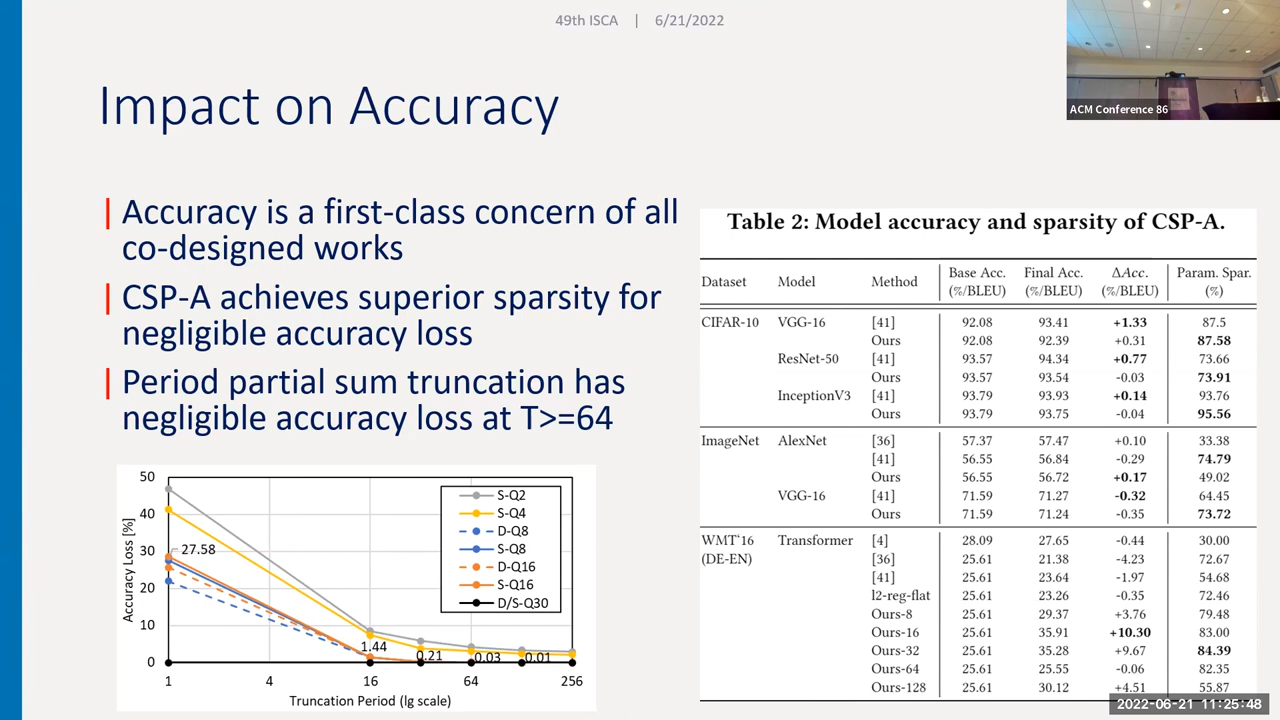 49th ISCA | 6/21/2022
ACM Conference 86
Impact on Accuracy
Accuracy is a first-class concern of all
co-designed works
CSP-A achieves superior sparsity for
negligible accuracy loss
Period partial sum truncation has
negligible accuracy loss at T>=64
50
40
30
20
10
0
Accuracy Loss [%]
27.58
1.44
0.21
0.03
0.01
S-Q2
S-Q4
D-Q8
S-Q8
D-Q16
S-Q16
D/S-Q30
1 4 16 64 256
Truncation Period (lg scale)
Table 2: Model accuracy and sparsity of CSP-A.
Dataset Model Method Base Acc. (%/BLEU) Final Acc. (%/BLEU) ΔAcc. (%/BLEU) Param. Spar. (%)
CIFAR-10 VGG-16 [41] 92.08 93.41 +1.33 87.5
Ours 92.08 92.39 +0.31 87.58
ResNet-50 [41] 93.57 94.34 +0.77 73.66
Ours 93.57 93.54 -0.03 73.91
InceptionV3 [41] 93.79 93.93 +0.14 93.76
Ours 93.79 93.75 -0.04 95.56
ImageNet AlexNet [36] 57.37 57.47 +0.10 33.38
[41] 56.55 56.84 -0.29 74.79
Ours 56.55 56.72 +0.17 49.02
VGG-16 [41] 71.59 71.27 -0.32 64.45
Ours 71.59 71.24 -0.35 73.72
WMT'16 Transformer [4] 28.09 27.65 -0.44 30.00
(DE-EN) [36] 25.61 21.38 -4.23 72.67
[41] 25.61 23.64 -1.97 54.68
l2-reg-flat 25.61 23.26 -0.35 72.46
Ours-8 25.61 29.37 +3.76 79.48
Ours-16 25.61 35.91 +10.30 83.00
Ours-32 25.61 35.28 +9.67 84.39
Ours-64 25.61 25.55 -0.06 82.35
Ours-128 25.61 30.12 +4.51 55.87
2022-06-21 11:25:48